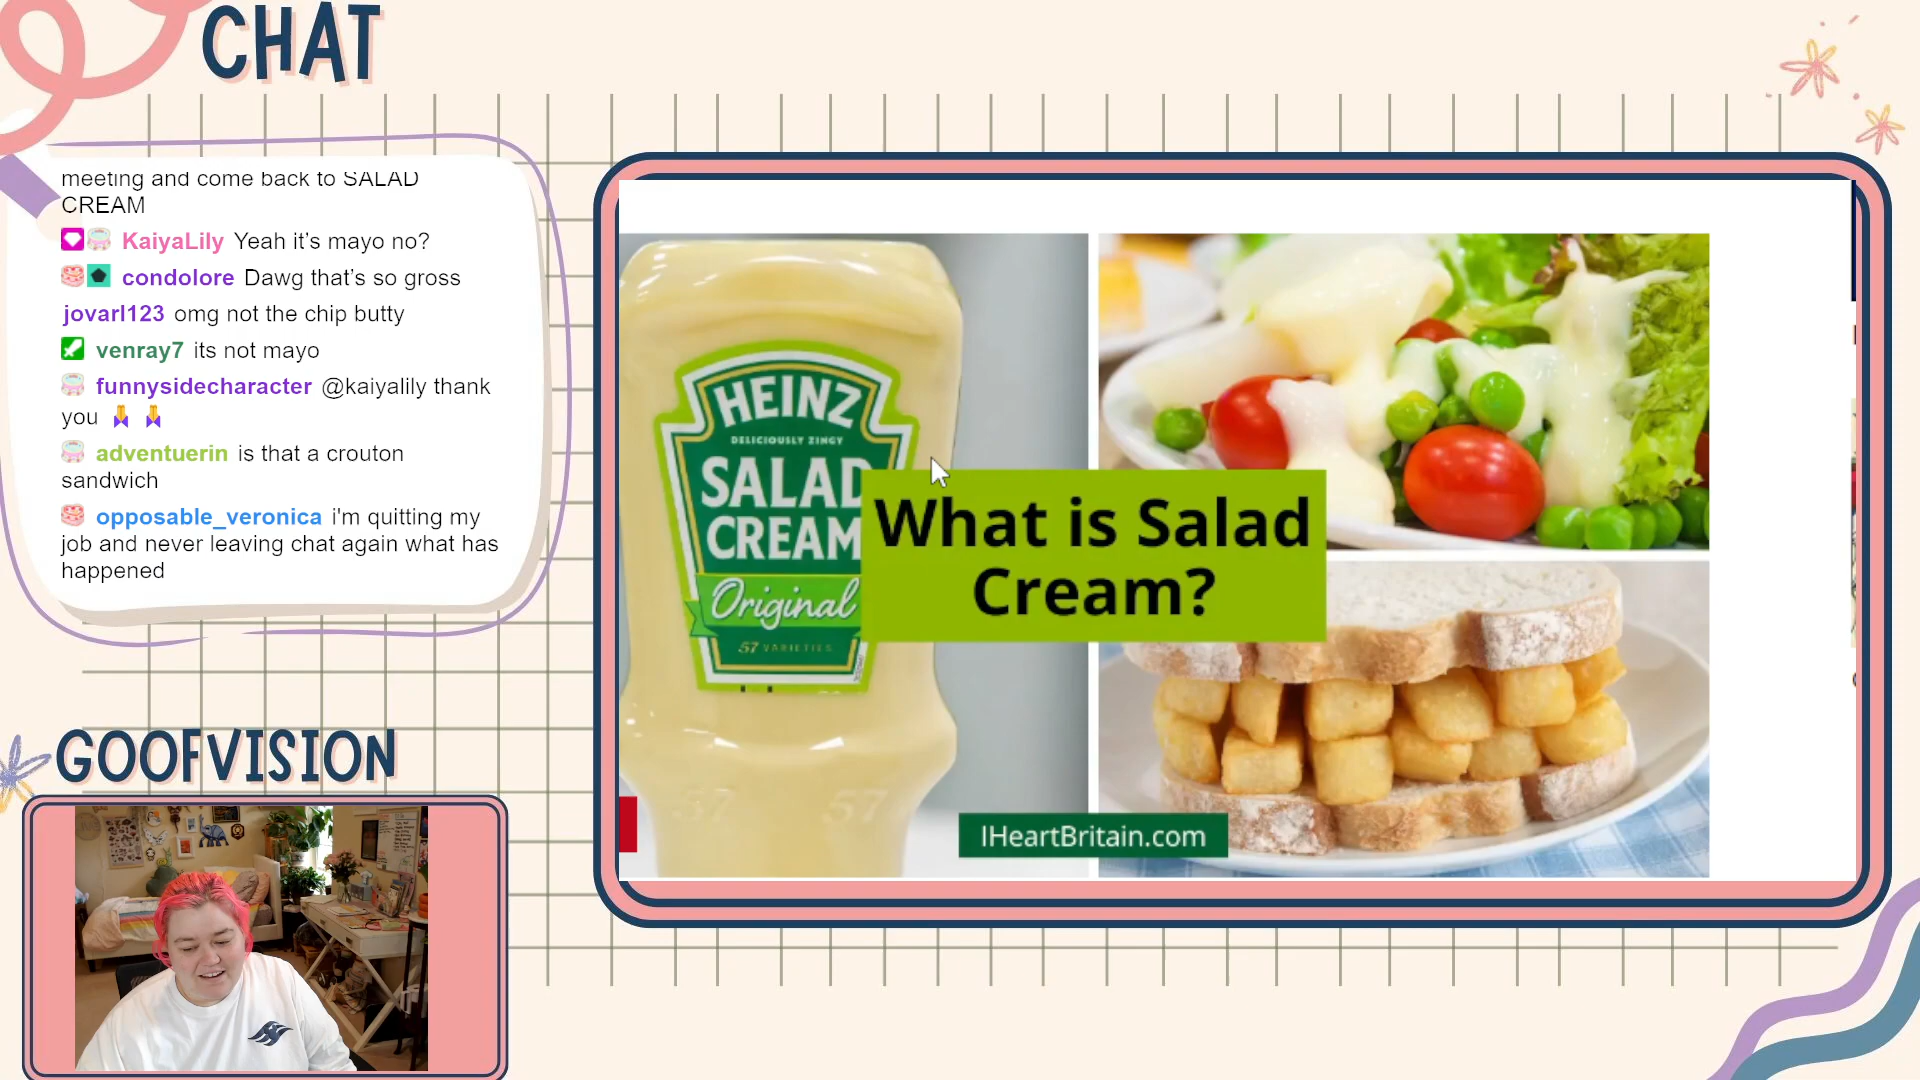 CHAT
meeting and come back to SALAD
CREAM
KaiyaLily Yeah it's mayo no?
condolore Dawg that's so gross
jovarl123 omg not the chip butty
venray7 its not mayo
funnysidecharacter @kaiyalily thank
you
adventuerin is that a crouton
sandwich
opposable_veronica i'm quitting my
job and never leaving chat again what has
happened
GOOFVISION
HEINZ
DELICIOUSLY ZINGY
SALAD
CREAM
Original
57 VARIETIES
57 57
What is Salad
Cream?
IHeartBritain.com